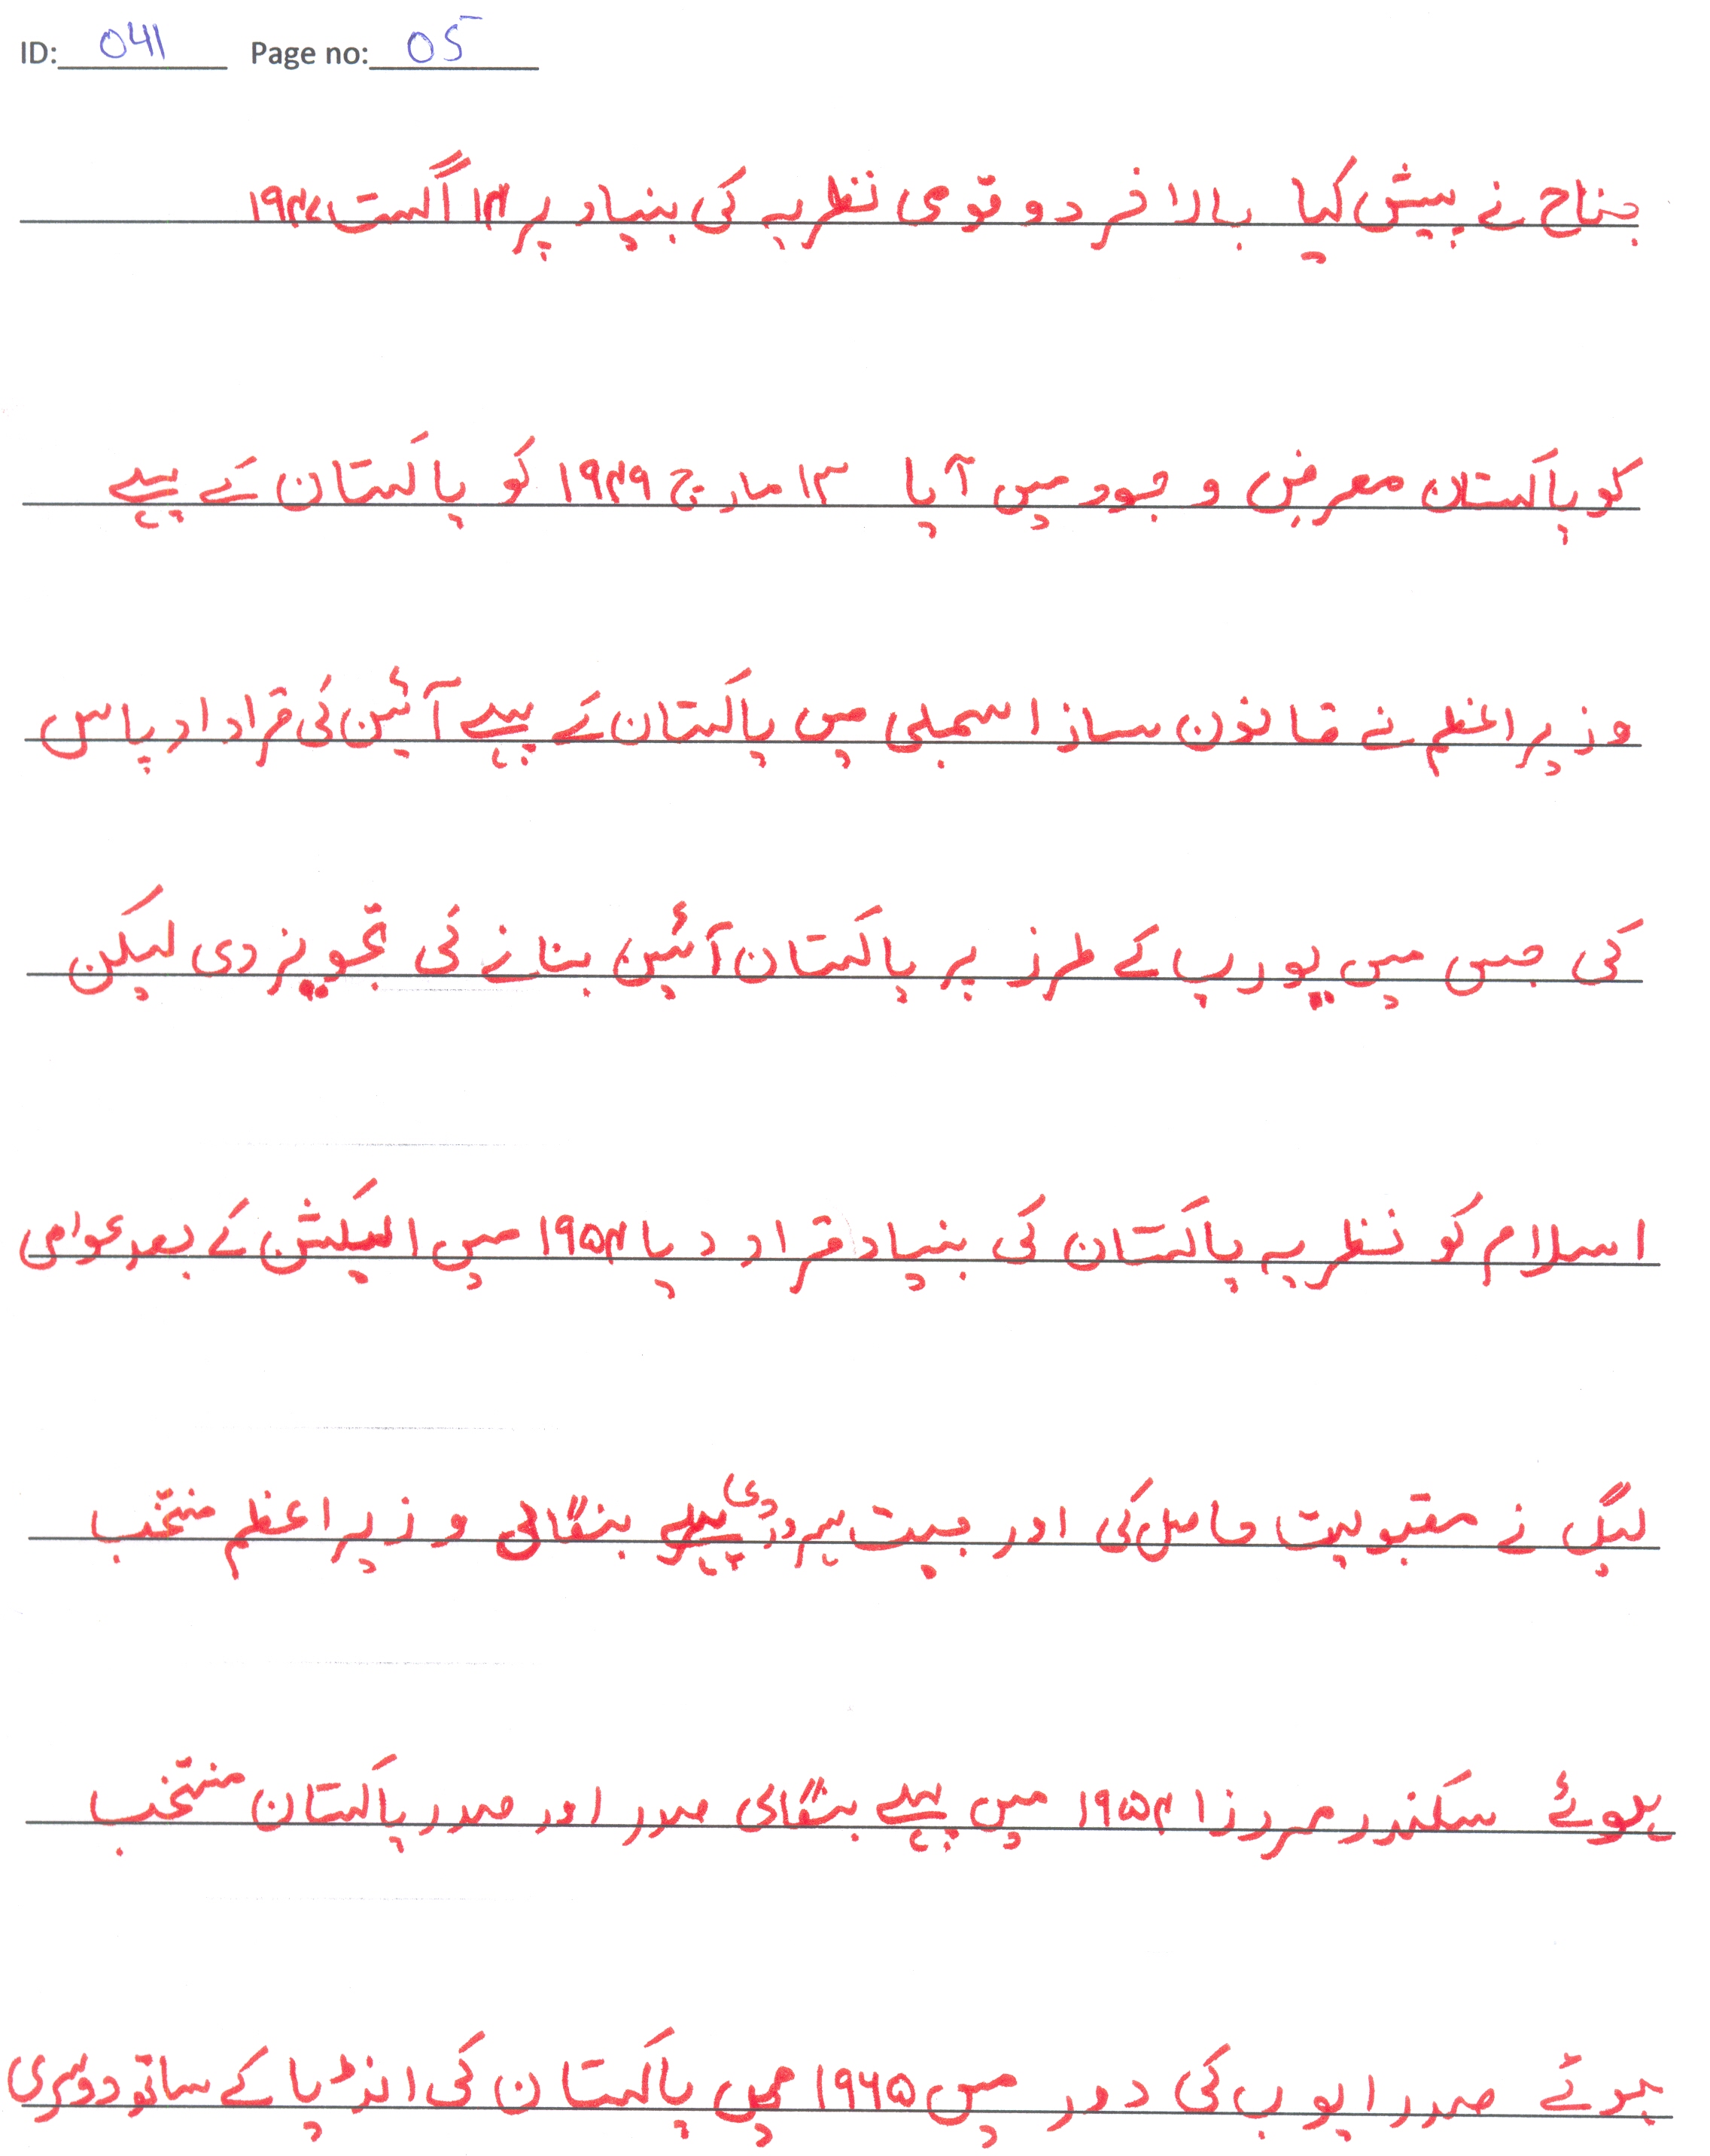 ID: 041 Page no: 05
جناح نے پیش کیا بالاخر دو قومی نظریہ کی بنیاد پر ۱۴ اگست ۱۹۴۷
کو پاکستان معرض وجود میں آیا ۱۳ مارچ ۱۹۴۹ کو پاکستان کے پہلے
وزیراعظم نے قانون ساز اسمبلی میں پاکستان کے پہلے آئین کی قرادار پاس
کی جس میں یورپ کے طرز پر پاکستان آئین بنانے کی تجویز دی لیکن
اسلام کو نظریہ پاکستان کی بنیاد قرار دیا ۱۹۵۴ میں الیکشن کے بعد عوامی
لیگ نے مقبولیت حاصل کی اور حسیت سہروردی پہلے بنگالی وزیراعظم منتخب
ہوئے سکندر مرزا ۱۹۵۴ میں پہلے بنگالی صدر اور صدر پاکستان منتخب
ہوئے صدر ایوب کی دور میں ۱۹۶۵ میں پاکستان کی انڈیا کے ساتھ دوسری